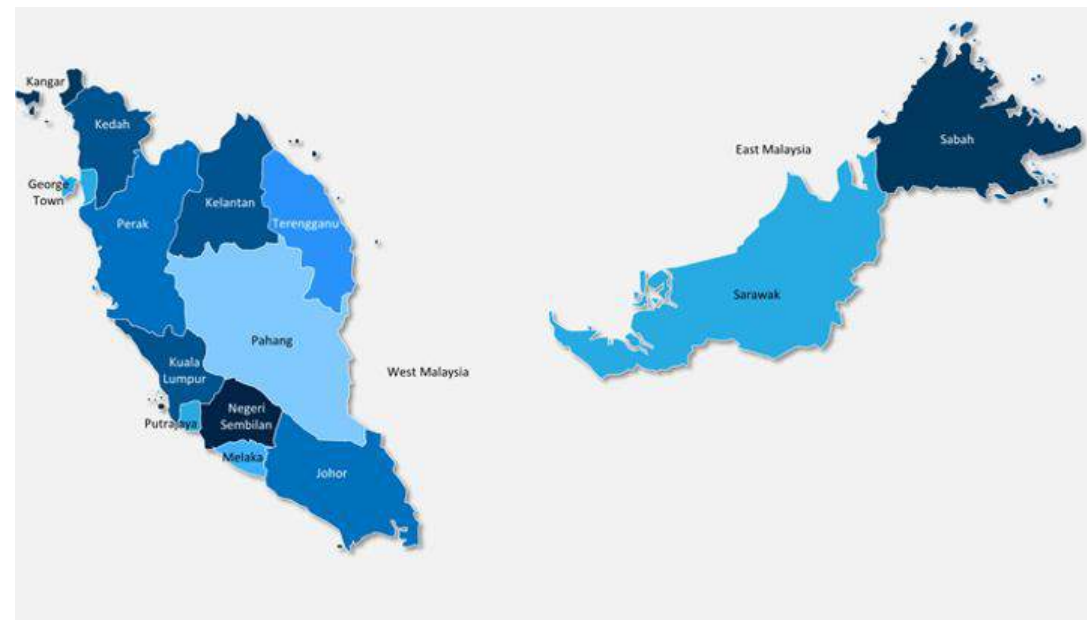 Kangar
Kedah
George
Town
Perak
Kelantan
Terengganu
Pahang
Kuala
Lumpur
Putrajaya
Negeri
Sembilan
Melaka
Johor
West Malaysia
East Malaysia
Sabah
Sarawak